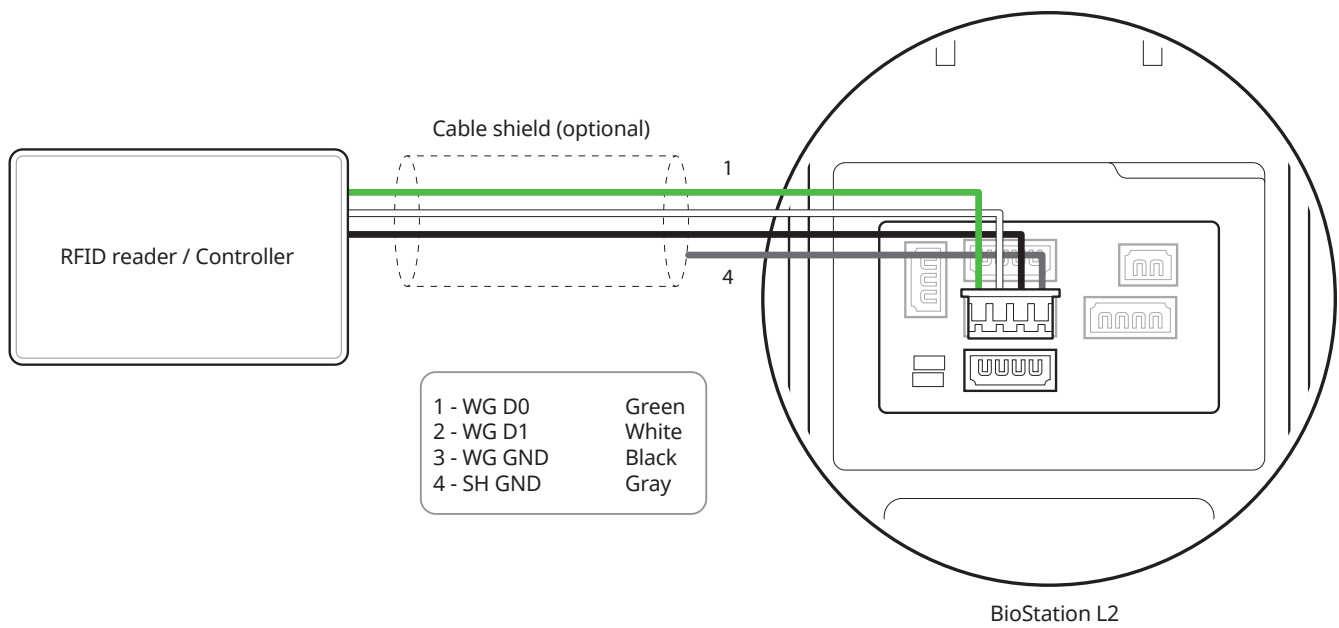 Cable shield (optional)
1
RFID reader / Controller
4
1 - WG D0 Green
2 - WG D1 White
3 - WG GND Black
4 - SH GND Gray
BioStation L2